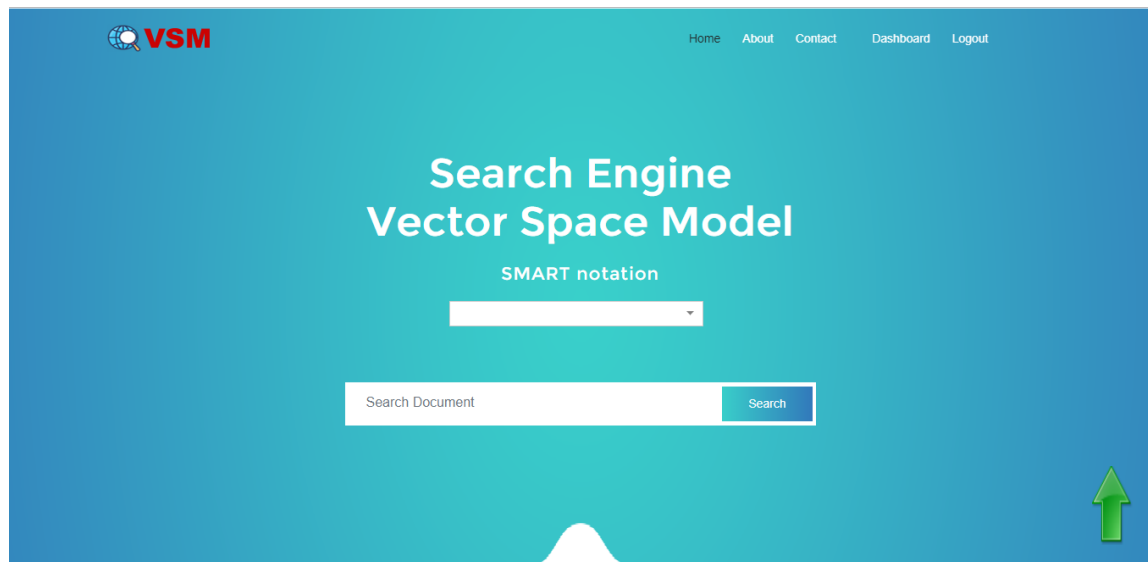 VSM
Home About Contact Dashboard Logout
Search Engine
Vector Space Model
SMART notation
Search Document
Search